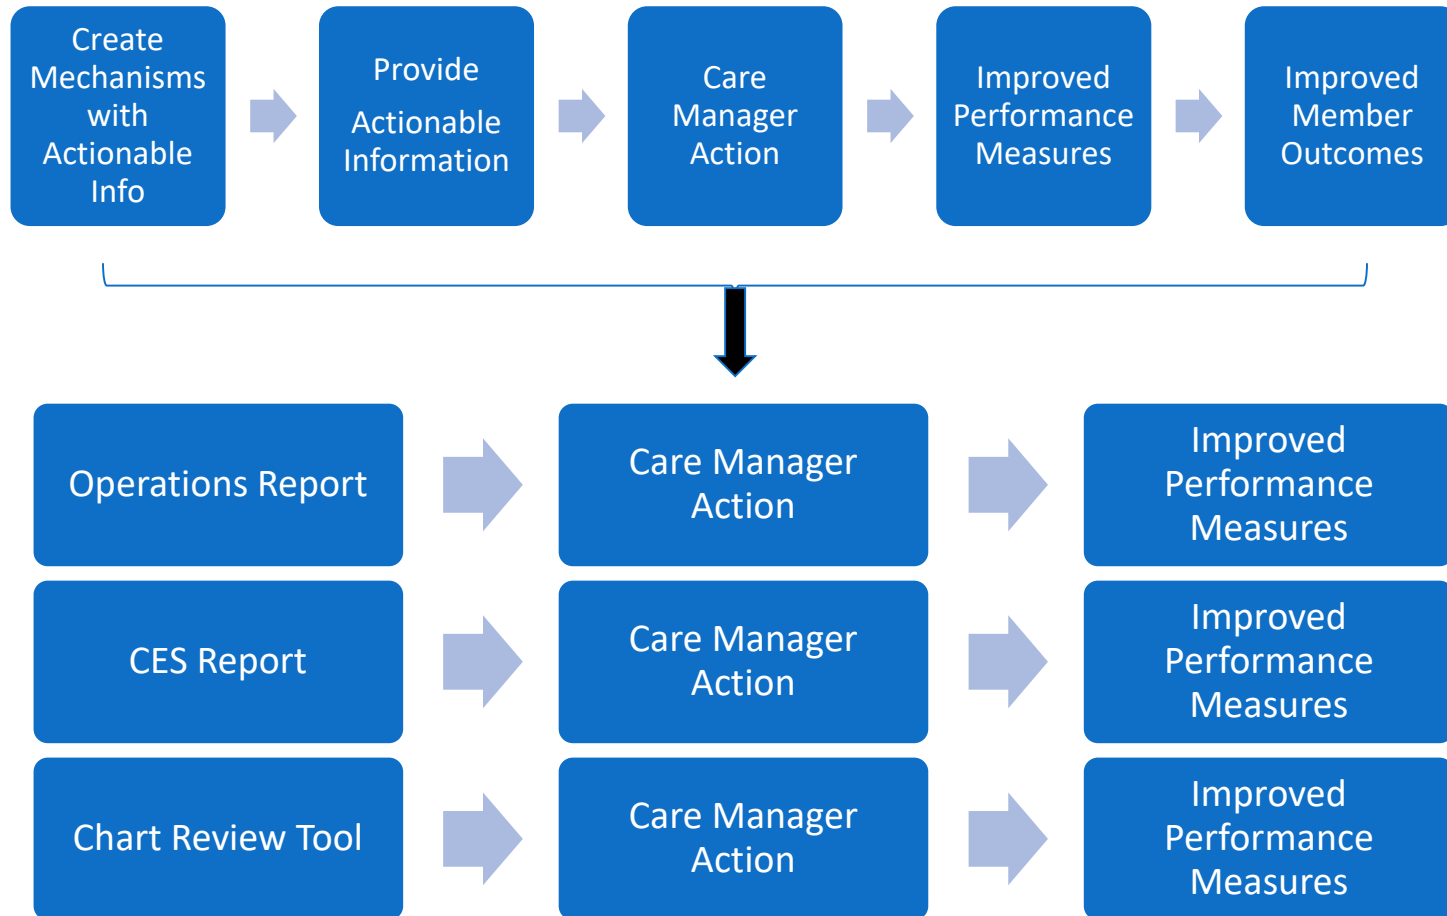 Create
Mechanisms
with
Actionable
Info
Provide
Actionable
Information
Care
Manager
Action
Improved
Performance
Measures
Improved
Member
Outcomes
Operations Report
Care Manager
Action
Improved
Performance
Measures
CES Report
Care Manager
Action
Improved
Performance
Measures
Chart Review Tool
Care Manager
Action
Improved
Performance
Measures